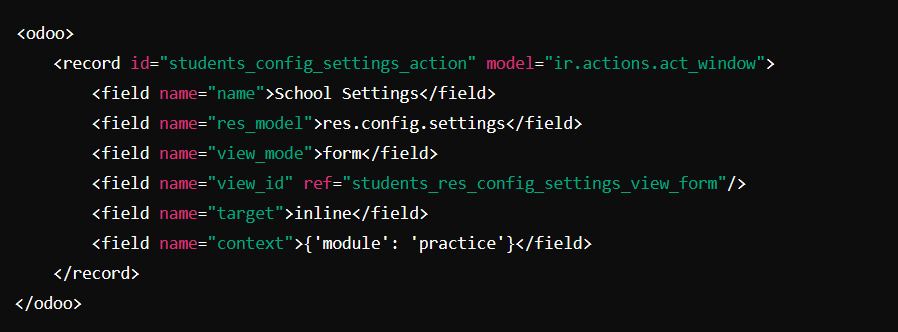 <odoo>
    <record id="students_config_settings_action" model="ir.actions.act_window">
        <field name="name">School Settings</field>
        <field name="res_model">res.config.settings</field>
        <field name="view_mode">form</field>
        <field name="view_id" ref="students_res_config_settings_view_form"/>
        <field name="target">inline</field>
        <field name="context">{'module': 'practice'}</field>
    </record>
</odoo>